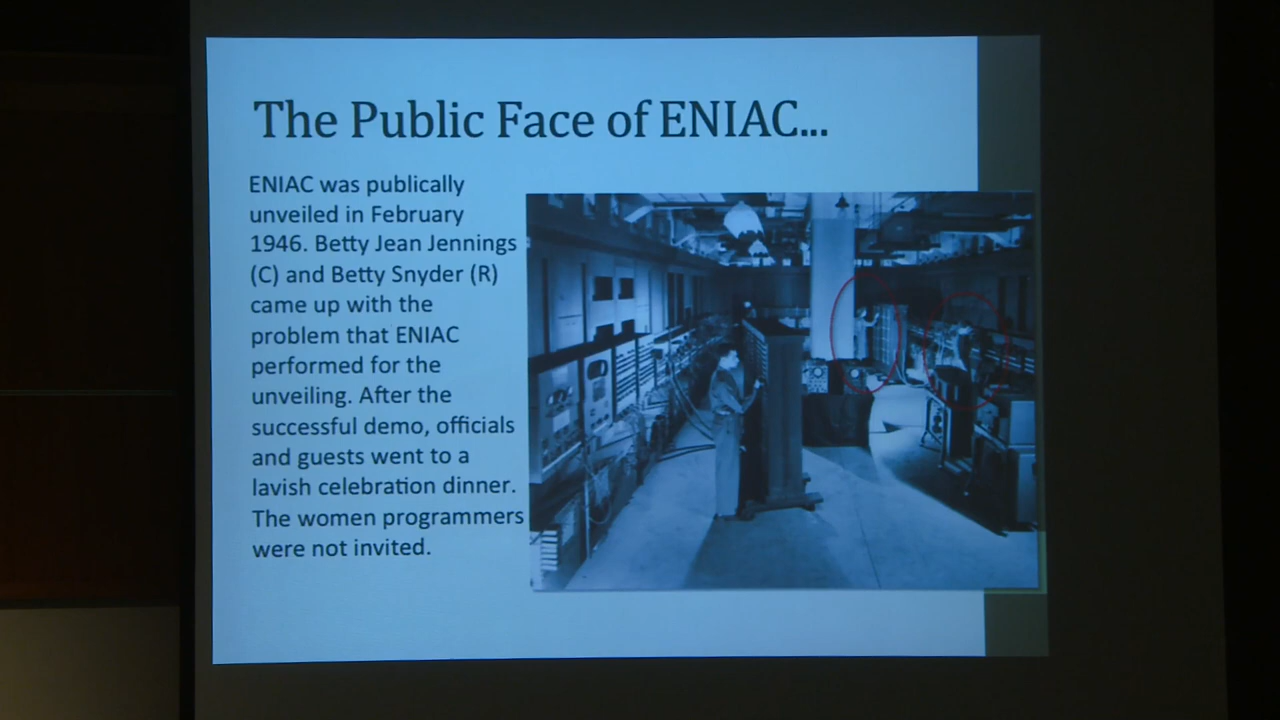 The Public Face of ENIAC...
ENIAC was publically
unveiled in February
1946. Betty Jean Jennings
(C) and Betty Snyder (R)
came up with the
problem that ENIAC
performed for the
unveiling. After the
successful demo, officials
and guests went to a
lavish celebration dinner.
The women programmers
were not invited.